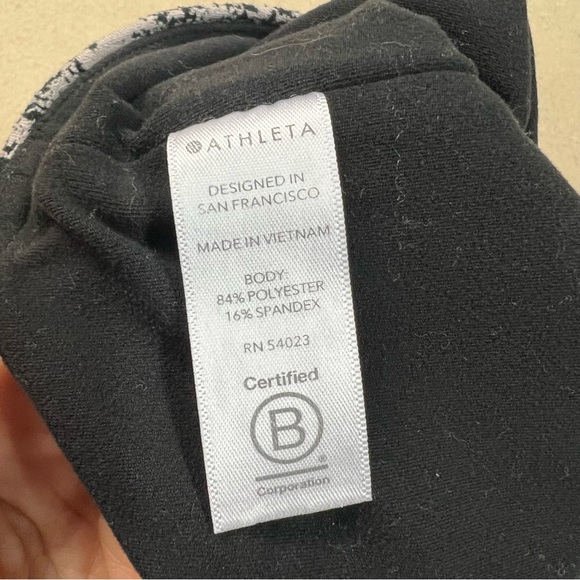 ATHLETA
DESIGNED IN
SAN FRANCISCO
MADE IN VIETNAM
BODY:
84% POLYESTER
16% SPANDEX
RN 54023
Certified
B
®
Corporation